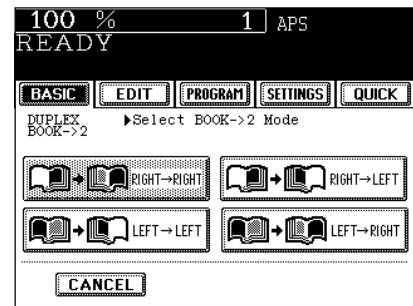 100 % 1 APS
READY
BASIC EDIT PROGRAM SETTINGS QUICK
DUPLEX ▶Select BOOK->2 Mode
BOOK->2
RIGHT→RIGHT RIGHT→LEFT
LEFT→LEFT LEFT→RIGHT
CANCEL